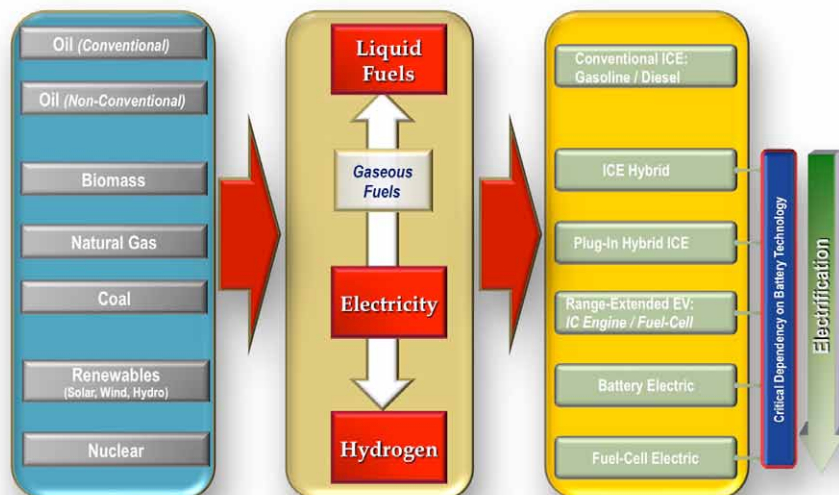 Oil (Conventional)
Oil (Non-Conventional)
Biomass
Natural Gas
Coal
Renewables
(Solar, Wind, Hydro)
Nuclear
Liquid
Fuels
Gaseous
Fuels
Electricity
Hydrogen
Conventional ICE:
Gasoline / Diesel
ICE Hybrid
Plug-In Hybrid ICE
Range-Extended EV:
IC Engine / Fuel-Cell
Battery Electric
Fuel-Cell Electric
Critical Dependency on Battery Technology
Electrification